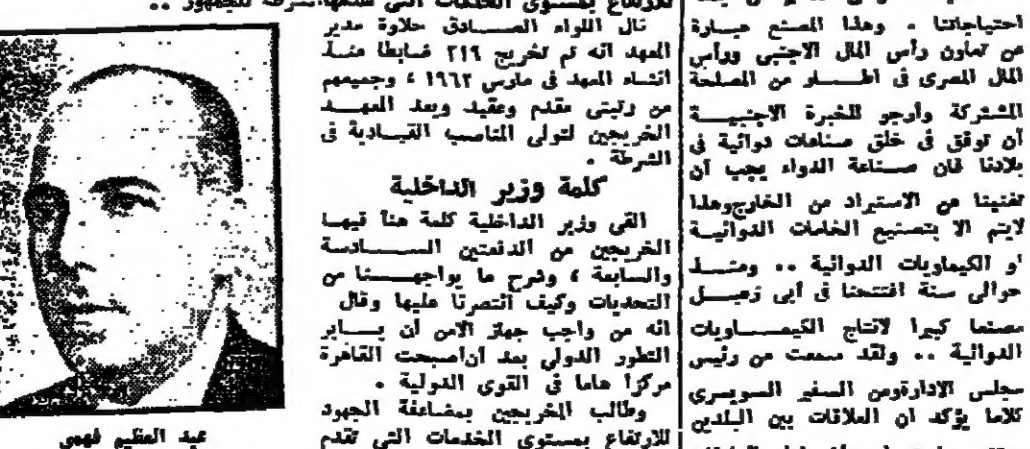 احتياجاتنا . وهذا المصنع عبارة
عن تعاون رأس المال الاجنبى ورأس
المال المصرى فى اطار من المصلحة
المشتركة وأرجو للخبرة الاجنبية
أن توفق فى خلق صناعات دوائية فى
بلادنا فان صناعة الدواء يجب أن
تغنينا عن الاستيراد من الخارج وهذا
لايتم الا بتصنيع الخامات الدوائية
أو الكيماويات الدوائية .. ومنذ
حوالى سنة افتتحنا فى أبى زعبل
مصنعا كبيرا لانتاج الكيماويات
الدوائية .. ولقد سمعت من رئيس
مجلس الادارة ومن السفير السويسرى
كلاما يؤكد ان العلاقات بين البلدين
للارتفاع بمستوى الخدمات التى تقدمها الشرطة للجمهور ..
قال اللواء الصادق حلاوة مدير
المعهد انه تم تخريج ٢١٩ ضابطا منذ
انشاء المعهد فى مارس ١٩٦٣ ، وجميعهم
من رتبتى مقدم وعقيد ويعد المعهد
الخريجين لتولى المناصب القيادية فى
الشرطة .
كلمة وزير الداخلية
القى وزير الداخلية كلمة هنأ فيها
الخريجين من الدفعتين السادسة
والسابعة ، وشرح ما يواجهنا من
التحديات وكيف انتصرنا عليها وقال
انه من واجب جهاز الامن أن يساير
التطور الدولى بعد أن أصبحت القاهرة
مركزا هاما فى القوى الدولية .
وطالب الخريجين بمضاعفة الجهود
للارتفاع بمستوى الخدمات التى تقدم
عبد العظيم فهمى